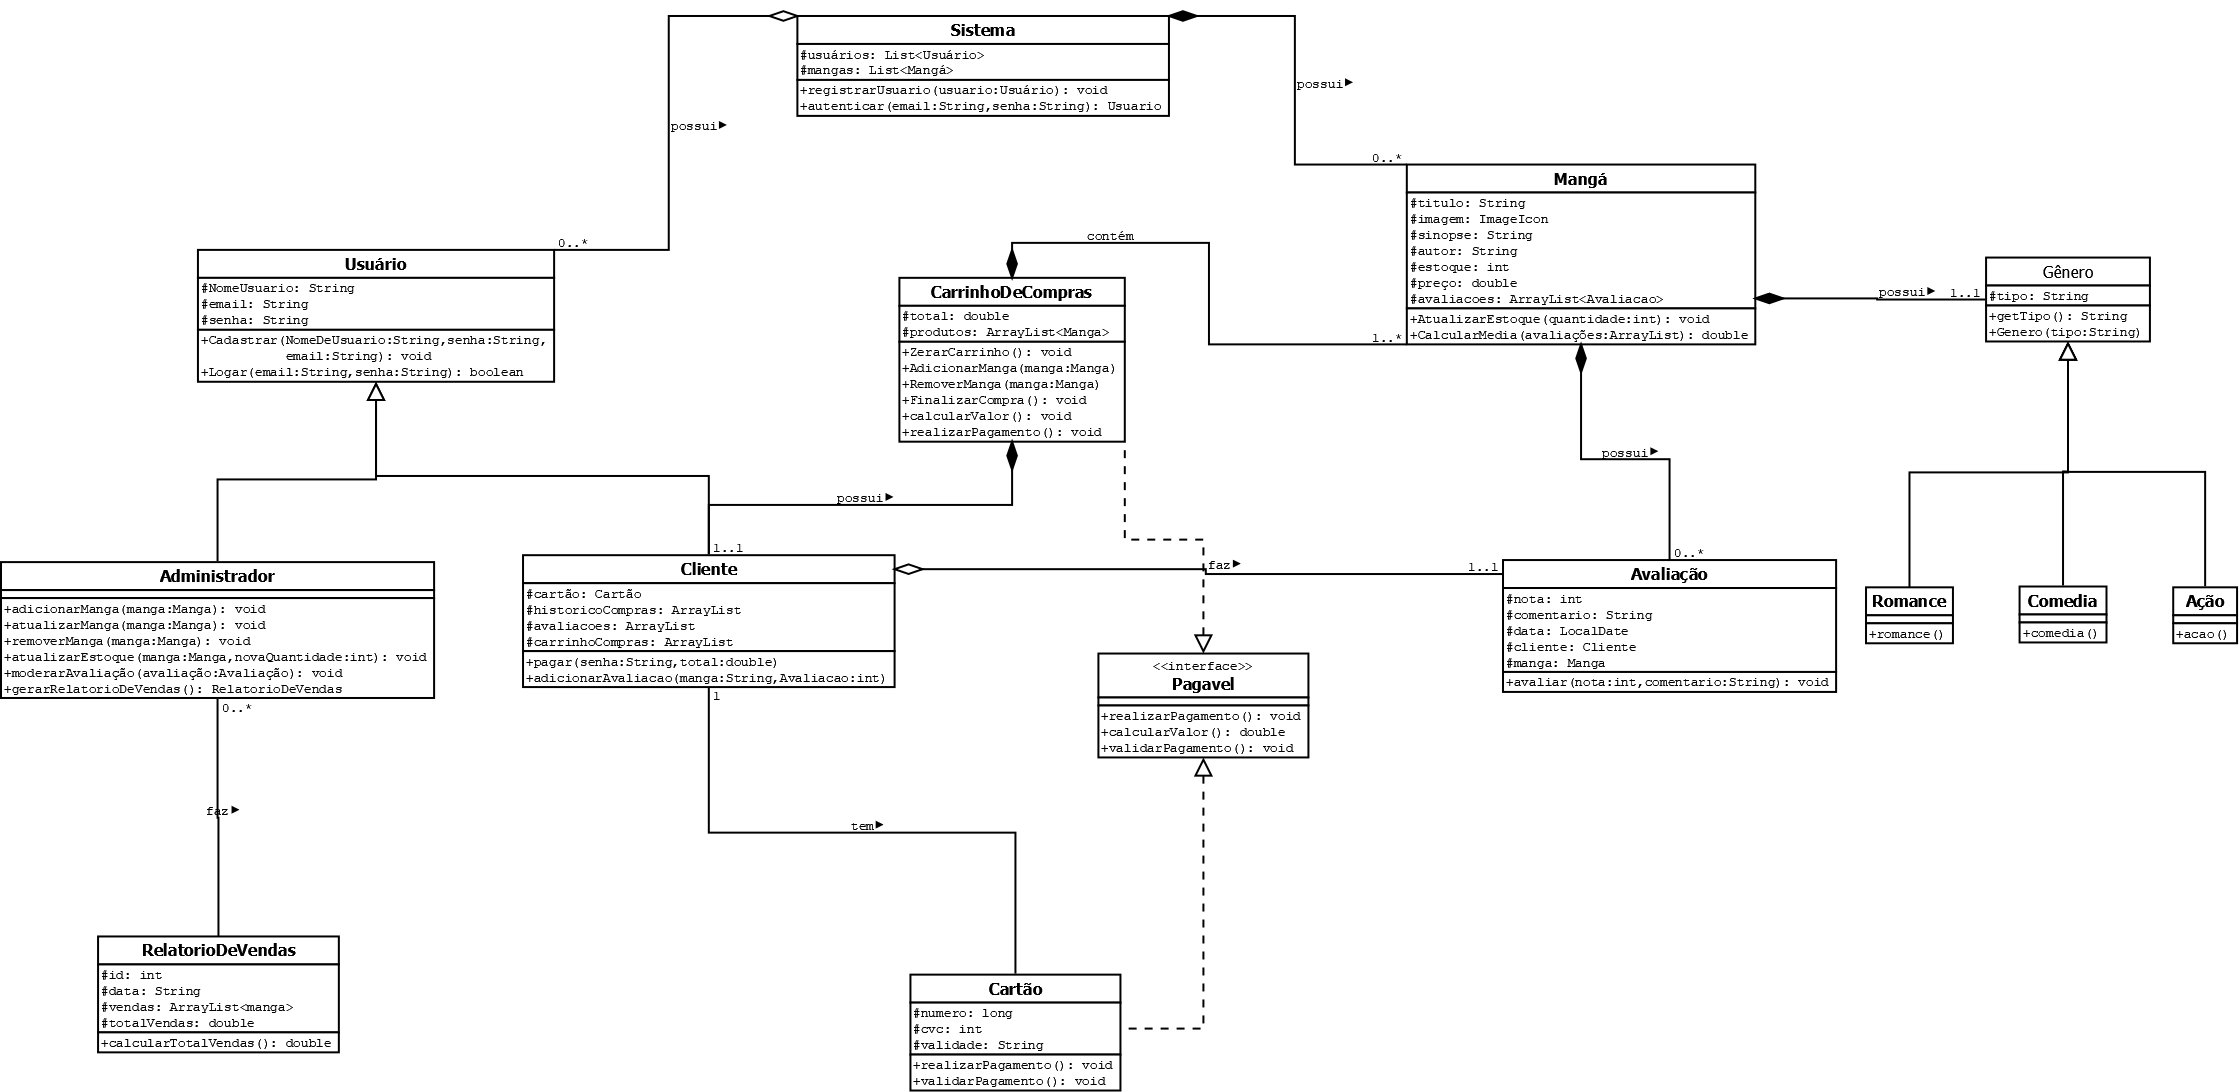 Sistema
#usuários: List<Usuário>
#mangas: List<Mangá>
+registrarUsuario(usuario:Usuário): void
+autenticar(email:String,senha:String): Usuario
possui
possui
0..*
0..*
Mangá
#titulo: String
#imagem: ImageIcon
#sinopse: String
#autor: String
#estoque: int
#preço: double
#avaliacoes: ArrayList<Avaliacao>
+AtualizarEstoque(quantidade:int): void
+CalcularMedia(avaliações:ArrayList): double
Usuário
#NomeUsuario: String
#email: String
#senha: String
+Cadastrar(NomeDeUsuario:String,senha:String,
email:String): void
+Logar(email:String,senha:String): boolean
contém
1..*
CarrinhoDeCompras
#total: double
#produtos: ArrayList<Manga>
+ZerarCarrinho(): void
+AdicionarManga(manga:Manga)
+RemoverManga(manga:Manga)
+FinalizarCompra(): void
+calcularValor(): void
+realizarPagamento(): void
possui
1..1
Gênero
#tipo: String
+getTipo(): String
+Genero(tipo:String)
possui
0..*
possui
1..1
Administrador
+adicionarManga(manga:Manga): void
+atualizarManga(manga:Manga): void
+removerManga(manga:Manga): void
+atualizarEstoque(manga:Manga,novaQuantidade:int): void
+moderarAvaliação(avaliação:Avaliação): void
+gerarRelatorioDeVendas(): RelatorioDeVendas
0..*
Cliente
#cartão: Cartão
#historicoCompras: ArrayList
#avaliacoes: ArrayList
#carrinhoCompras: ArrayList
+pagar(senha:String,total:double)
+adicionarAvaliacao(manga:String,Avaliacao:int)
1
faz
1..1
Avaliação
#nota: int
#comentario: String
#data: LocalDate
#cliente: Cliente
#manga: Manga
+avaliar(nota:int,comentario:String): void
Romance
+romance()
Comedia
+comedia()
Ação
+acao()
<<interface>>
Pagavel
+realizarPagamento(): void
+calcularValor(): double
+validarPagamento(): void
faz
tem
RelatorioDeVendas
#id: int
#data: String
#vendas: ArrayList<manga>
#totalVendas: double
+calcularTotalVendas(): double
Cartão
#numero: long
#cvc: int
#validade: String
+realizarPagamento(): void
+validarPagamento(): void